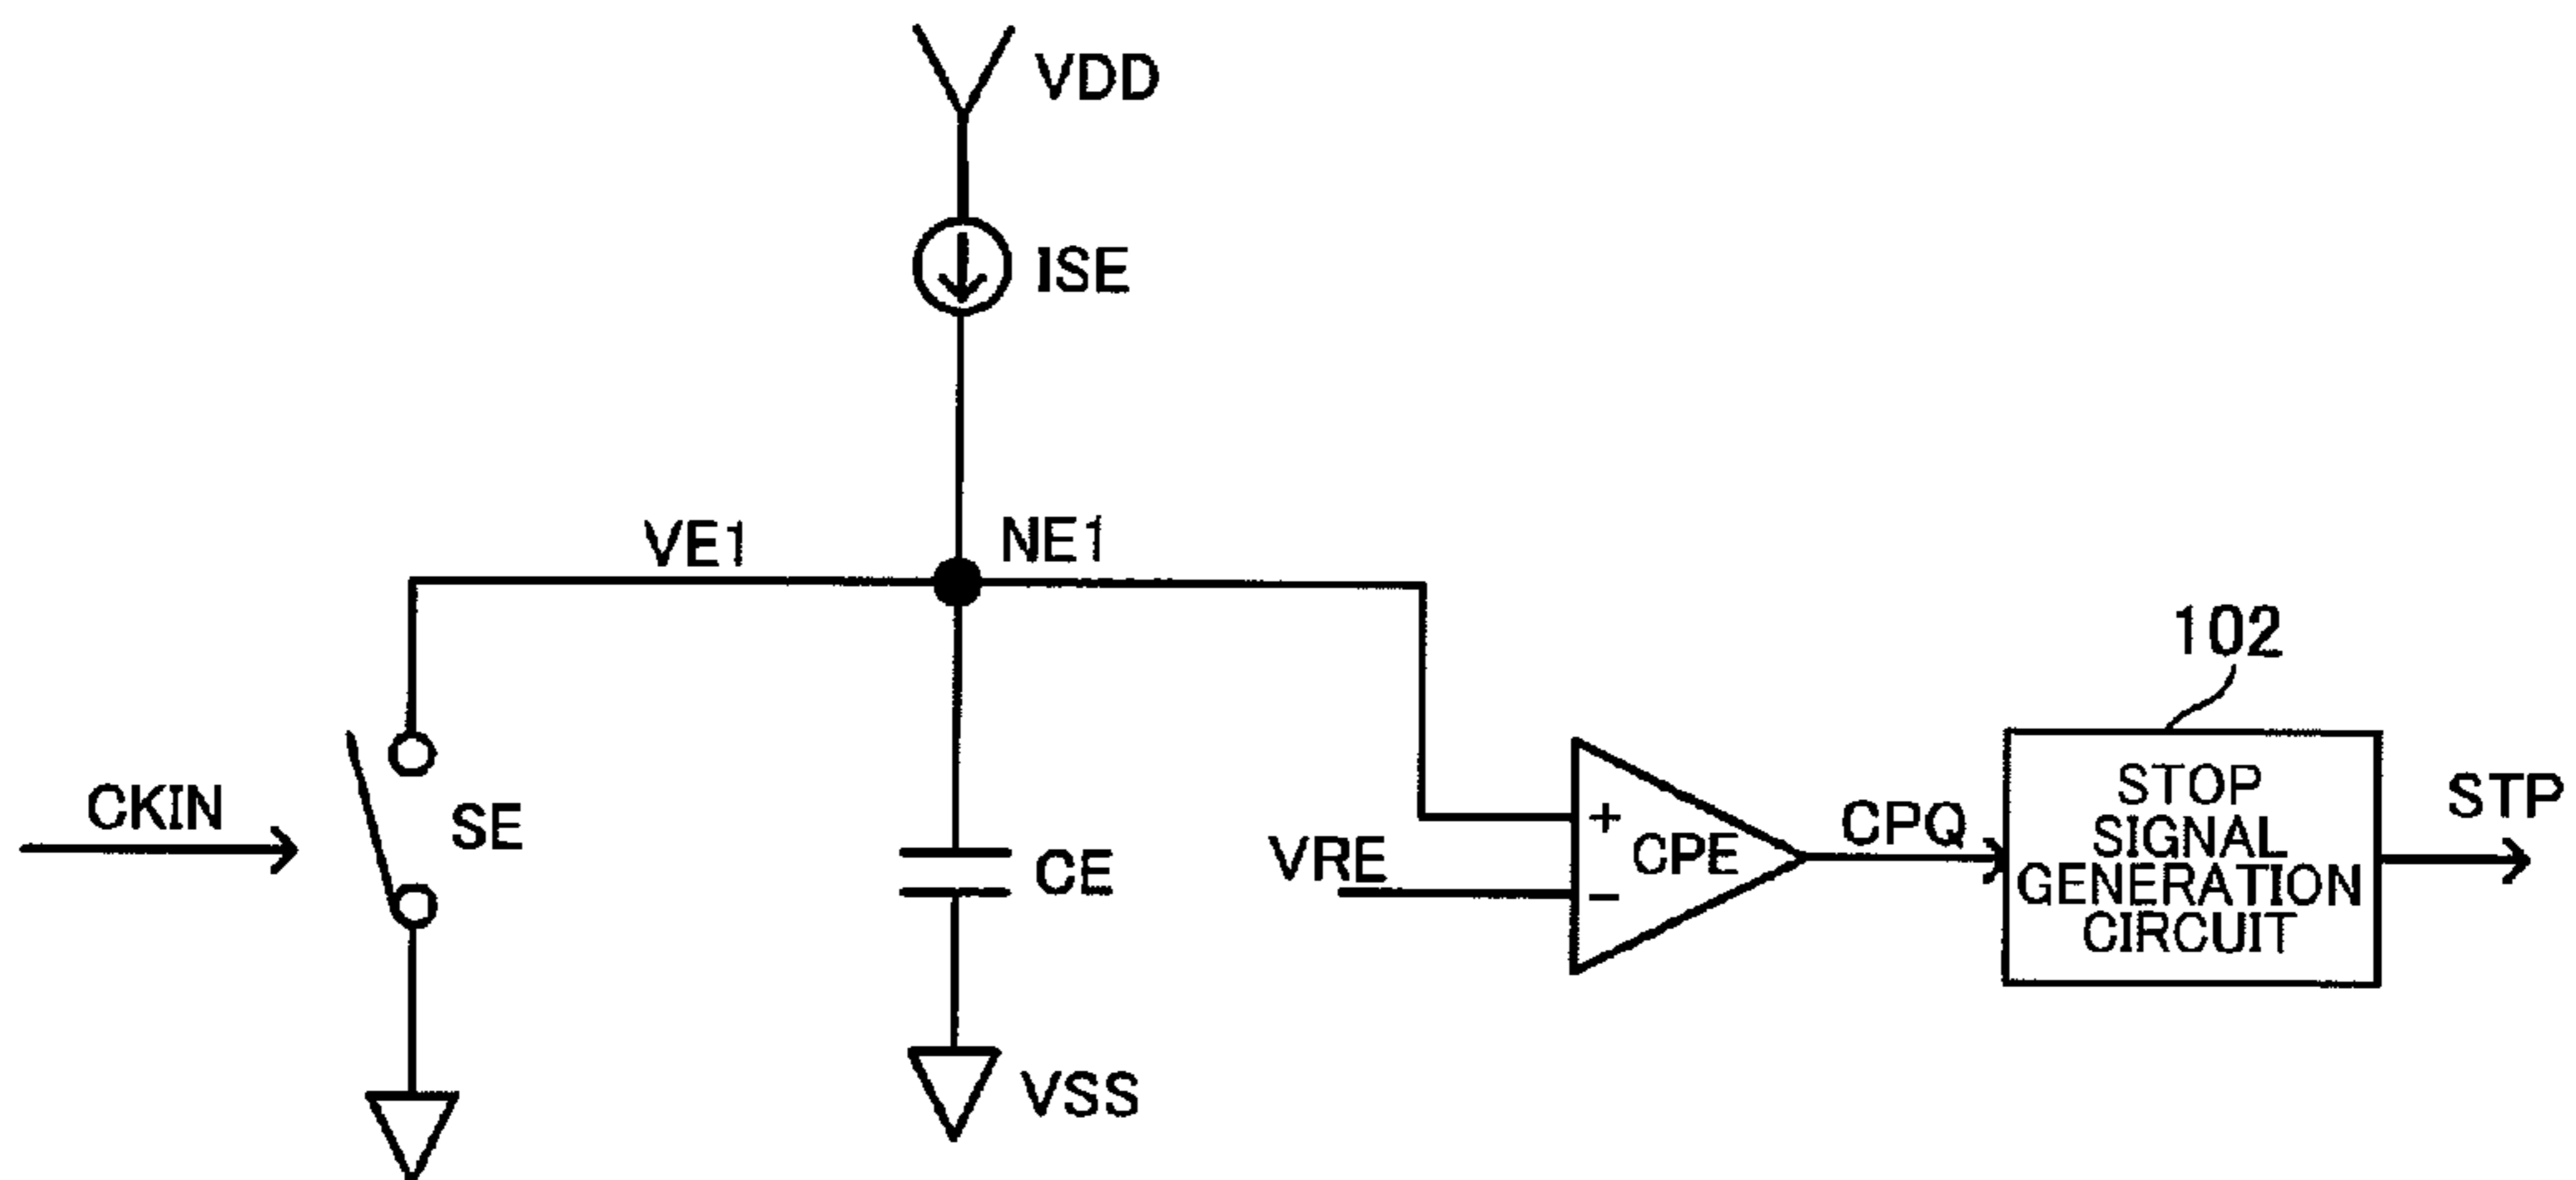 VDD
ISE
VE1
NE1
102
CKIN
SE
CE
VRE
+
CPE
−
CPQ
STOP
SIGNAL
GENERATION
CIRCUIT
STP
VSS